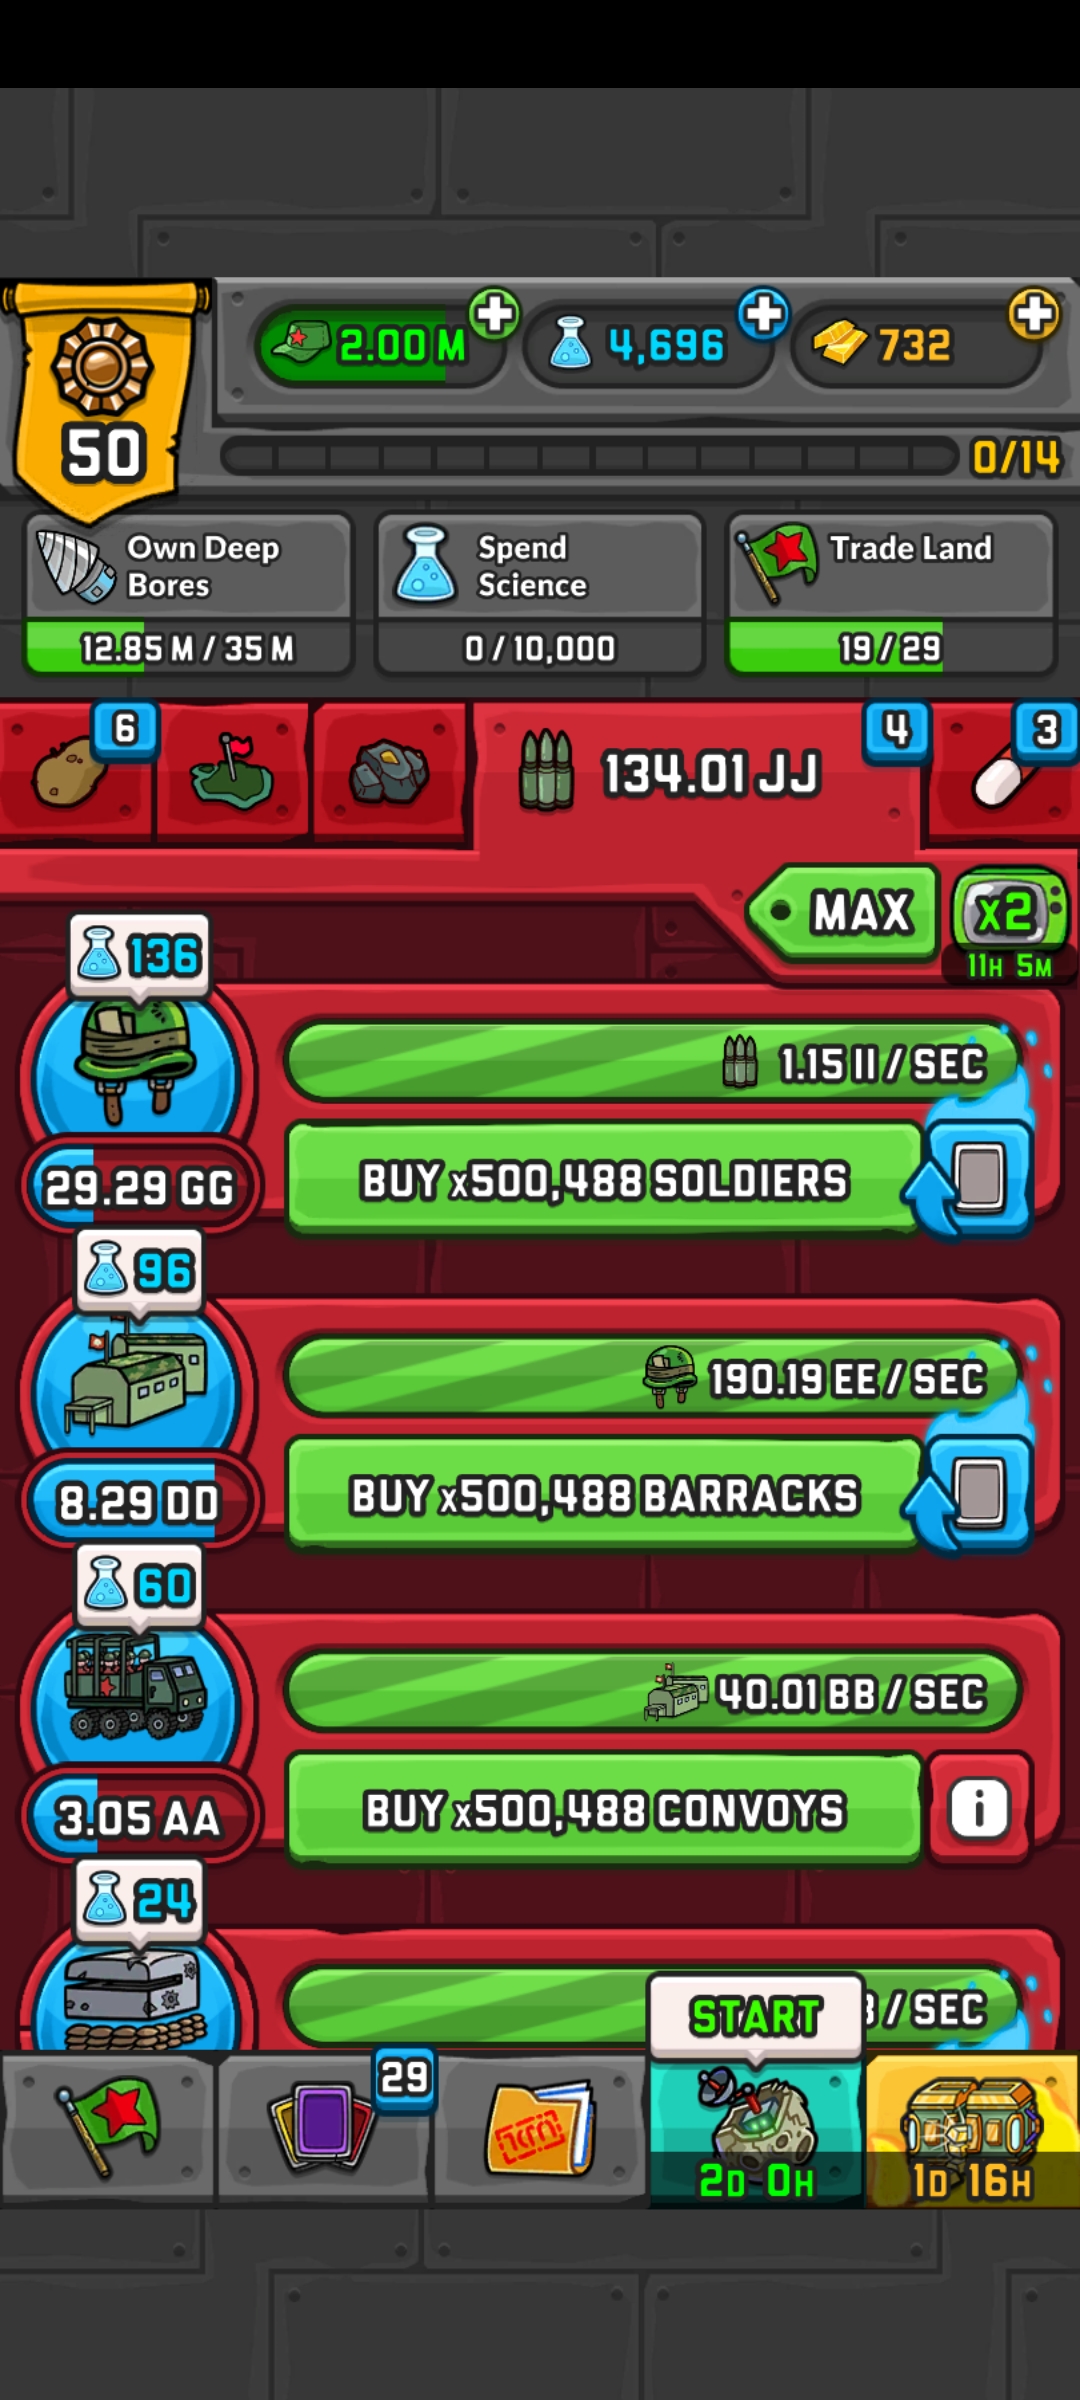 2.00 M
4,696
732
50
0/14
Own Deep
Bores
Spend
Science
Trade Land
12.85 M / 35 M
0 / 10,000
19 / 29
6
134.01 JJ
4
3
MAX
x2
11H 5M
136
1.15 II / SEC
29.29 GG
BUY x500,488 SOLDIERS
96
190.19 EE / SEC
8.29 DD
BUY x500,488 BARRACKS
60
40.01 BB / SEC
3.05 AA
BUY x500,488 CONVOYS
i
24
/ SEC
START
29
2D 0H
1D 16H